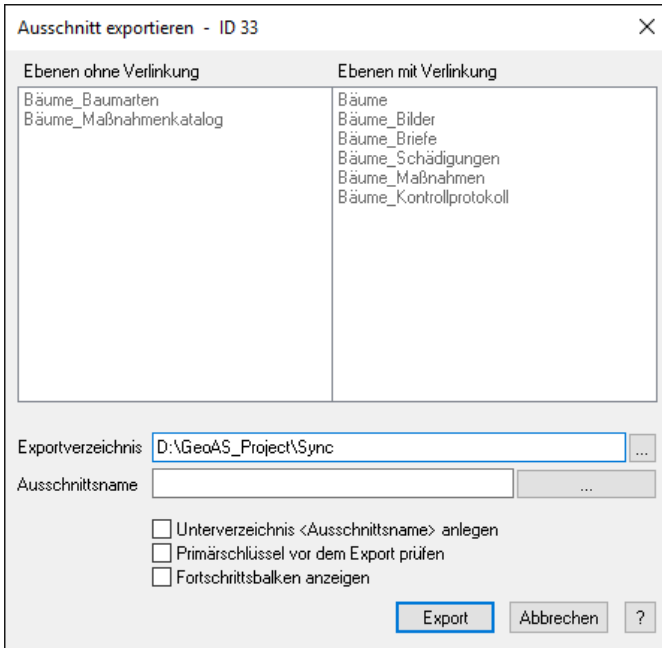 Ausschnitt exportieren - ID 33
Ebenen ohne Verlinkung
Bäume_Baumarten
Bäume_Maßnahmenkatalog
Ebenen mit Verlinkung
Bäume
Bäume_Bilder
Bäume_Briefe
Bäume_Schädigungen
Bäume_Maßnahmen
Bäume_Kontrollprotokoll
Exportverzeichnis D:\GeoAS_Project\Sync ...
Ausschnittsname ...
Unterverzeichnis <Ausschnittsname> anlegen
Primärschlüssel vor dem Export prüfen
Fortschrittsbalken anzeigen
Export Abbrechen ?